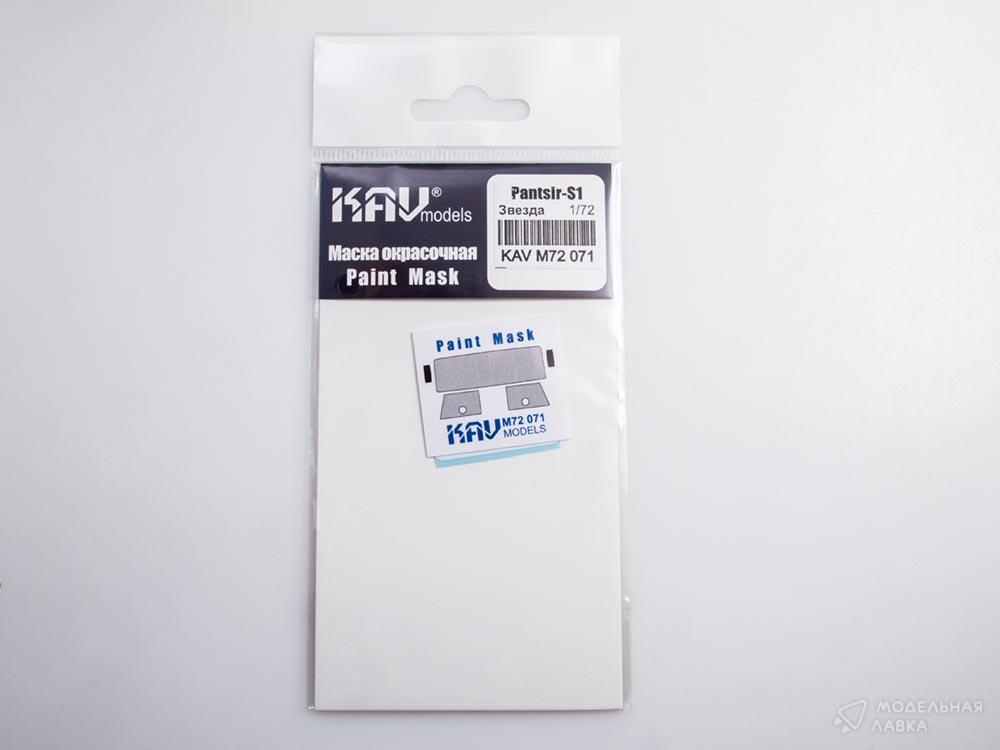 KAV® models
Pantsir-S1
Звезда 1/72
KAV M72 071
Маска окрасочная
Paint Mask
Paint Mask
KAV M72 071
MODELS
МОДЕЛЬНАЯ
ЛАВКА